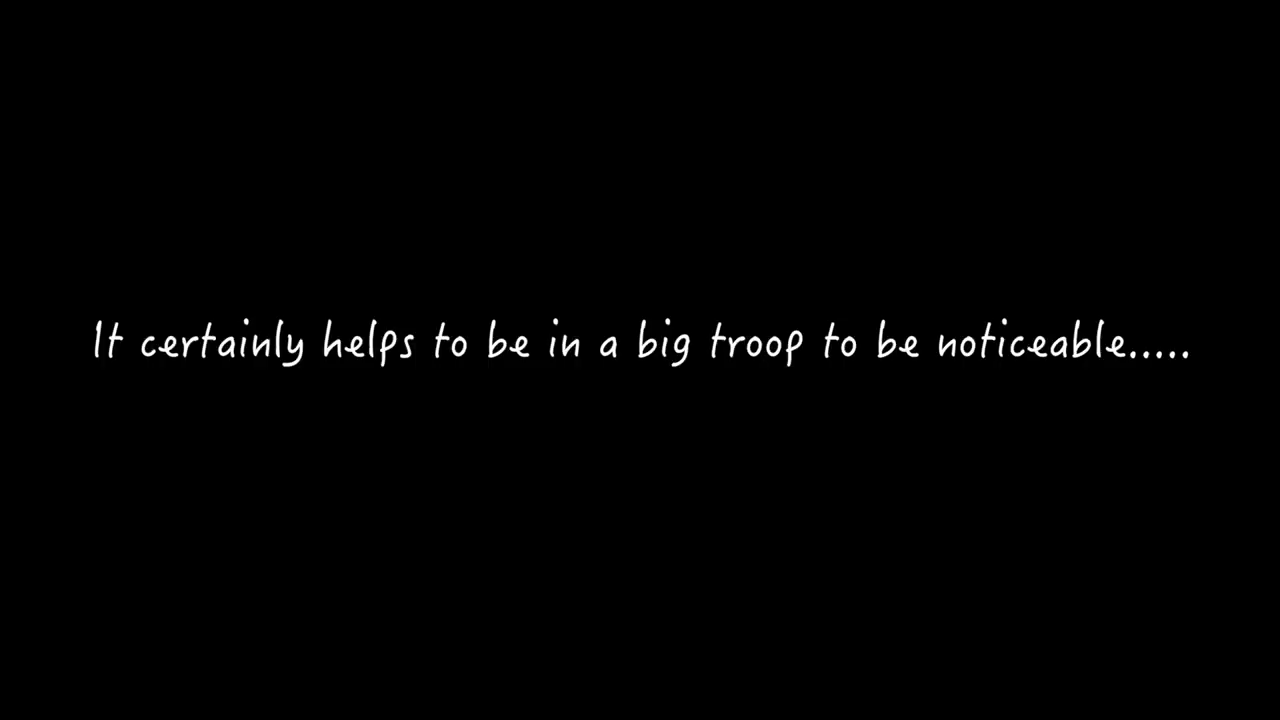 It certainly helps to be in a big troop to be noticeable.....